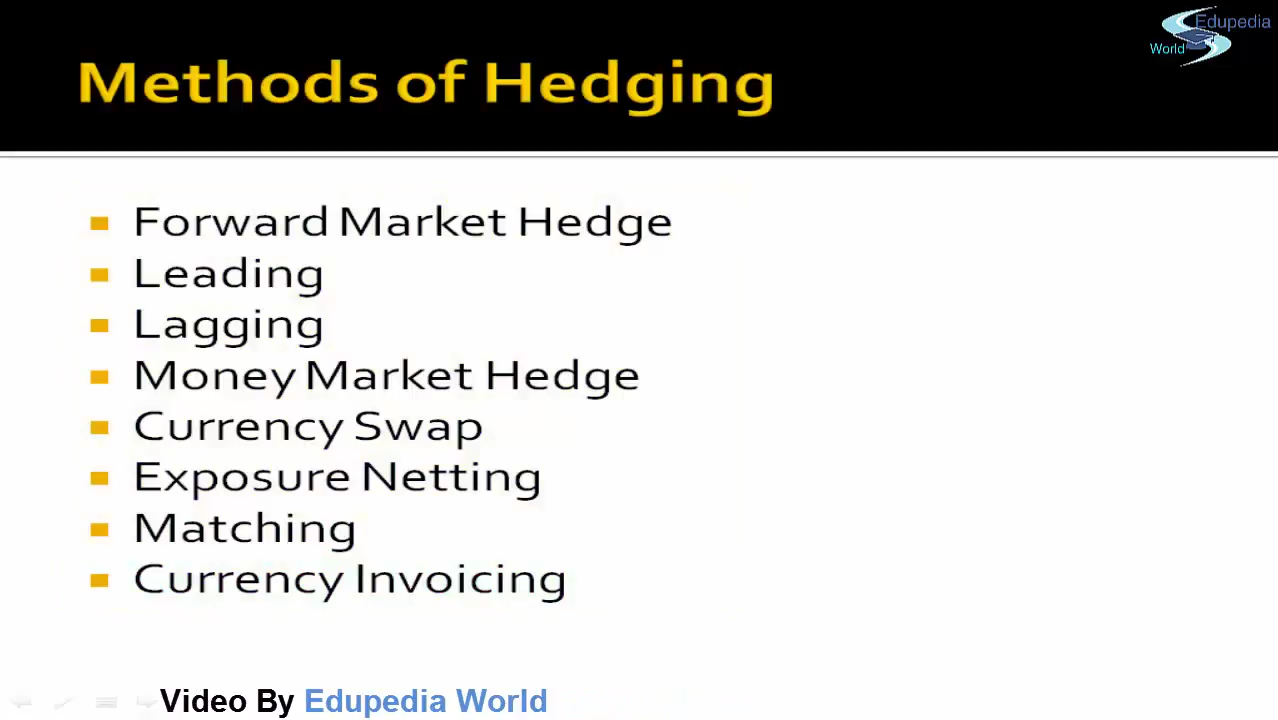 Edupedia
World
Methods of Hedging
Forward Market Hedge
Leading
Lagging
Money Market Hedge
Currency Swap
Exposure Netting
Matching
Currency Invoicing
Video By Edupedia World